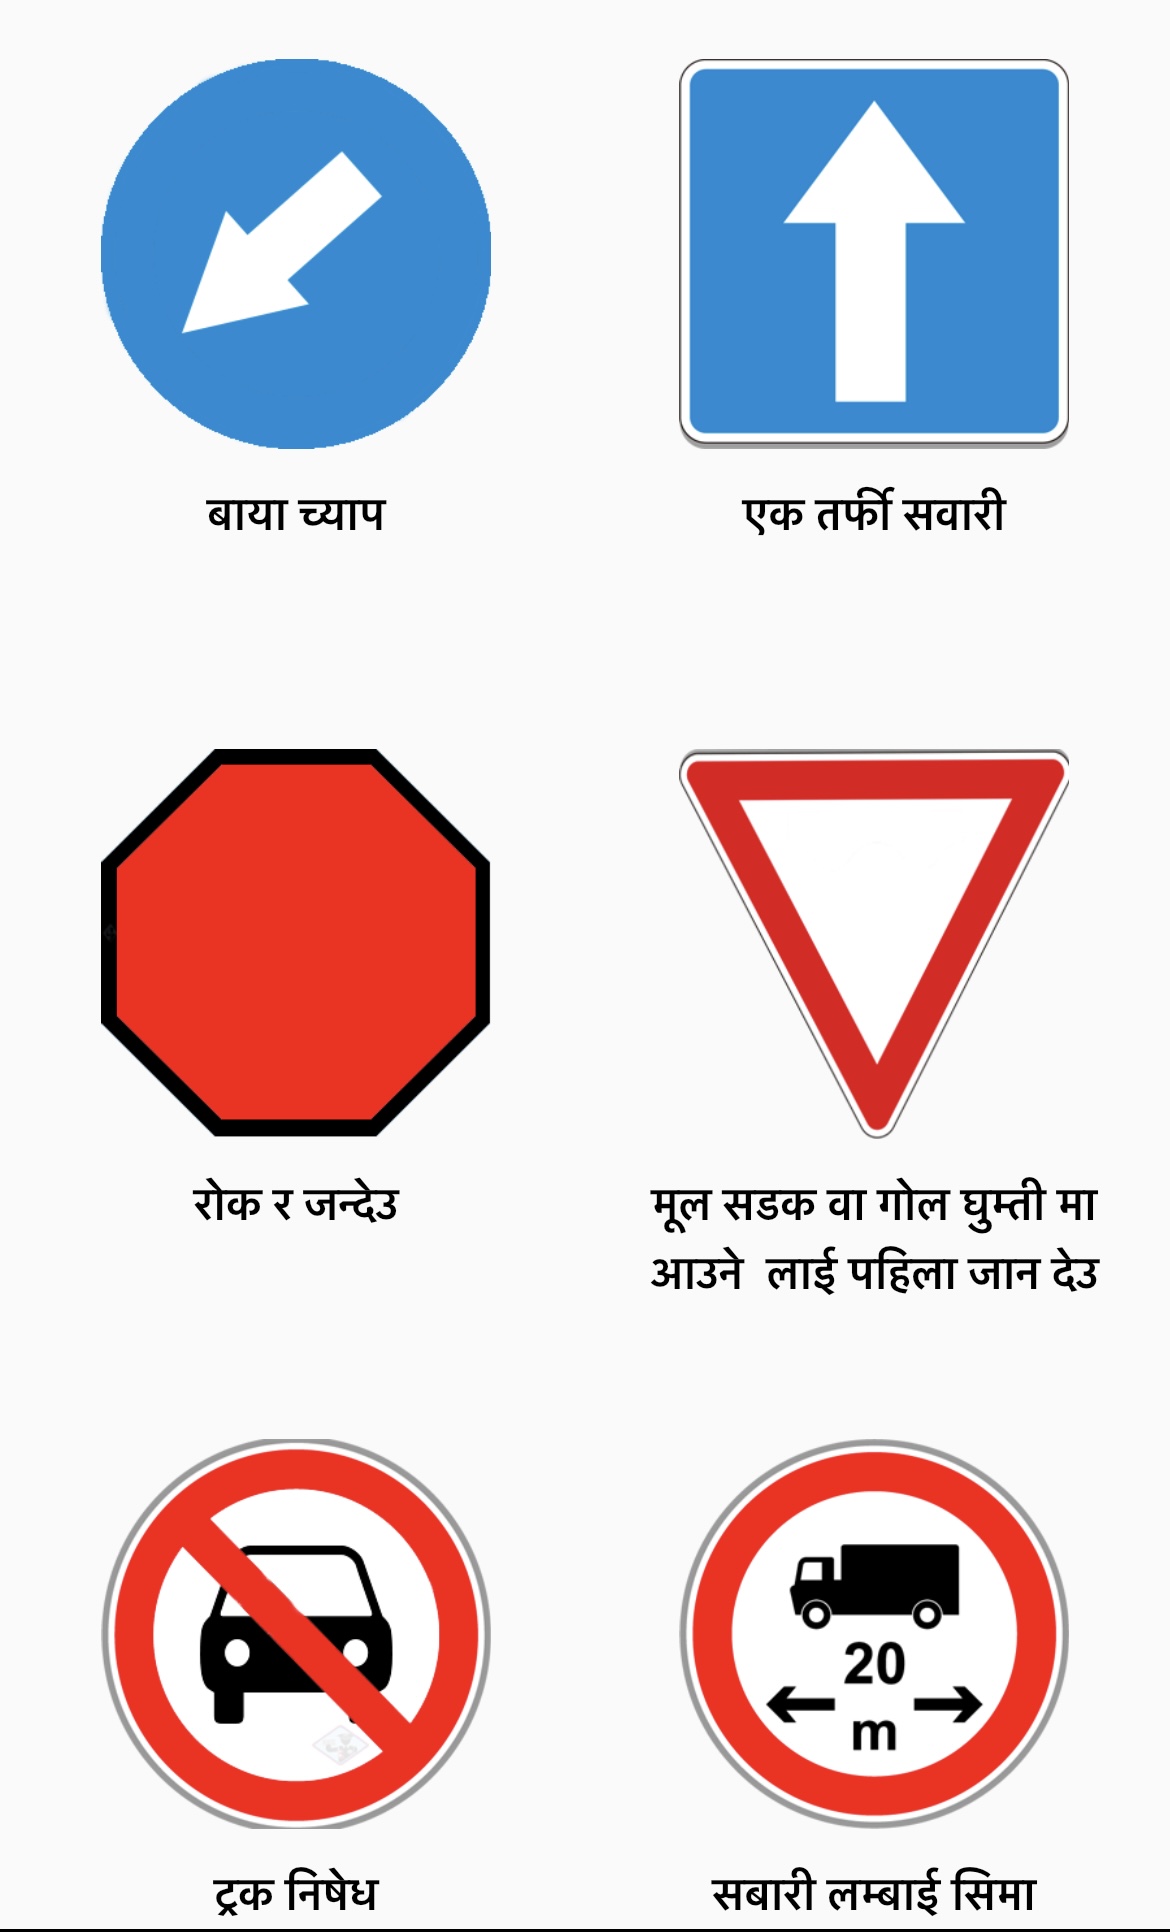 बाया च्याप
एक तर्फी सवारी
रोक र जन्देउ
मूल सडक वा गोल घुम्ती मा
आउने  लाई पहिला जान देउ
20
m
ट्रक निषेध
सबारी लम्बाई सिमा